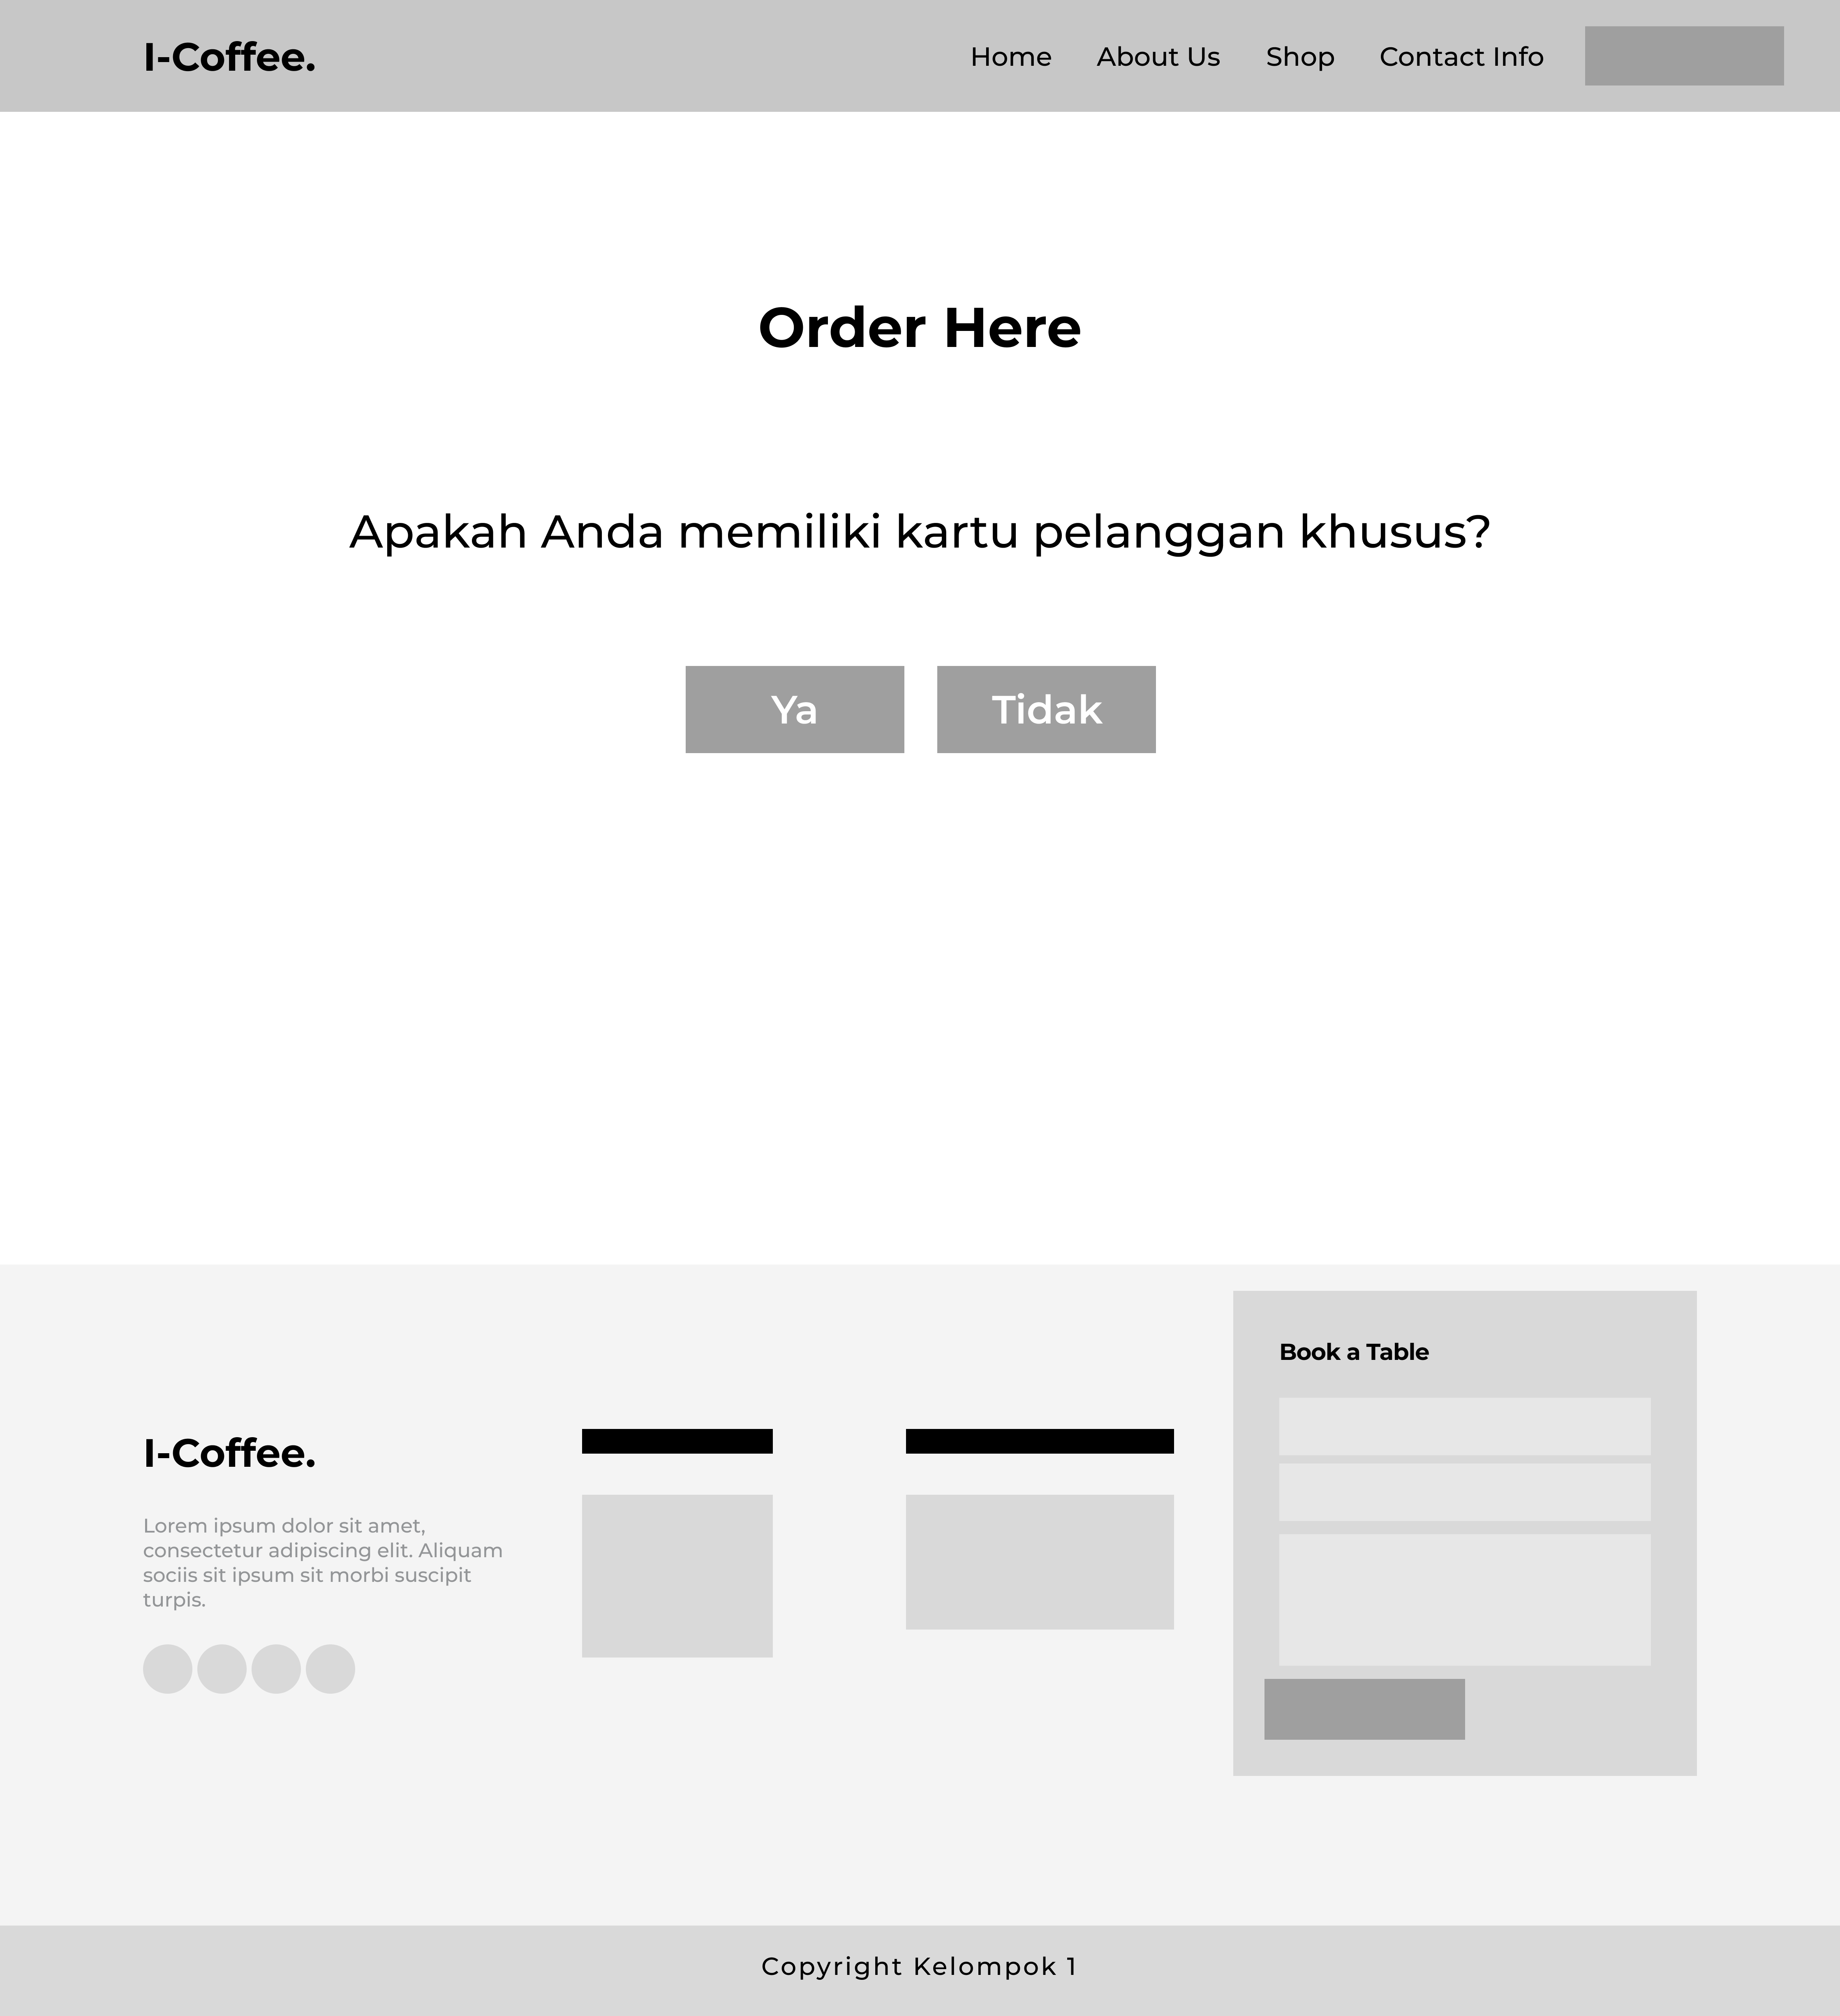 I-Coffee.
Home About Us Shop Contact Info
Order Here
Apakah Anda memiliki kartu pelanggan khusus?
Ya Tidak
I-Coffee.
Lorem ipsum dolor sit amet,
consectetur adipiscing elit. Aliquam
sociis sit ipsum sit morbi suscipit
turpis.
Book a Table
Copyright Kelompok 1